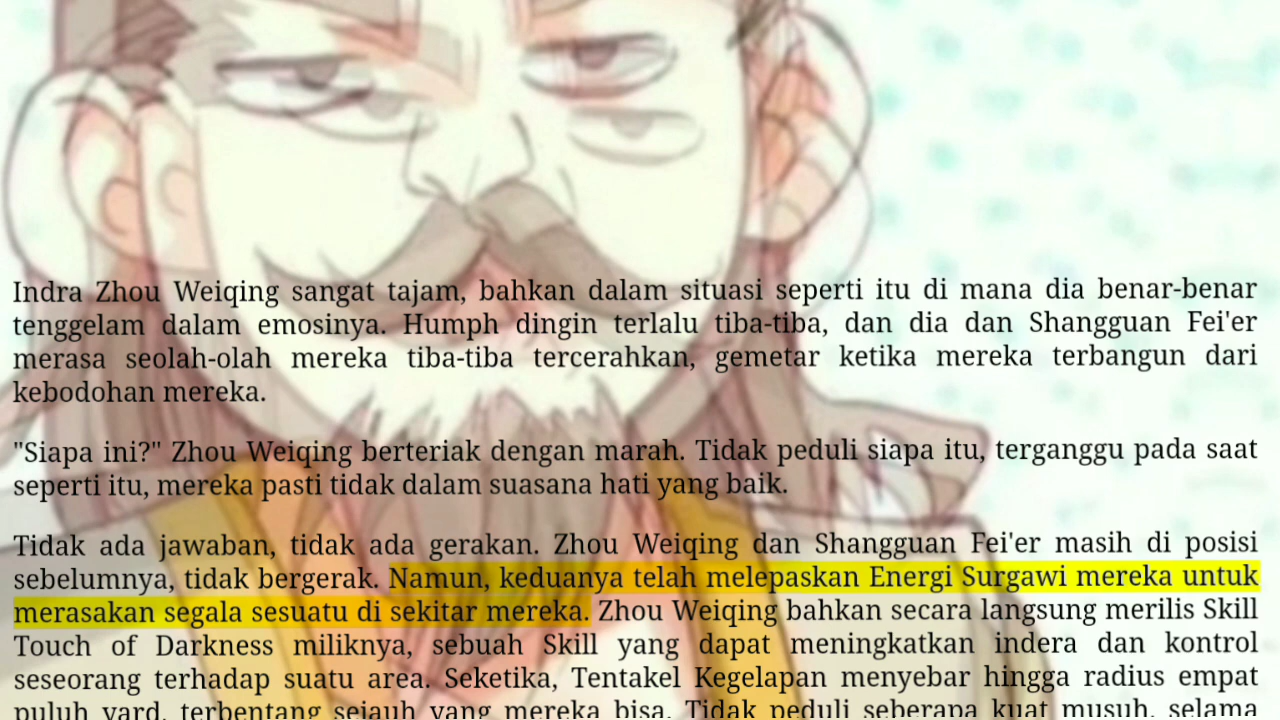 Indra Zhou Weiqing sangat tajam, bahkan dalam situasi seperti itu di mana dia benar-benar
tenggelam dalam emosinya. Humph dingin terlalu tiba-tiba, dan dia dan Shangguan Fei'er
merasa seolah-olah mereka tiba-tiba tercerahkan, gemetar ketika mereka terbangun dari
kebodohan mereka.
"Siapa ini?" Zhou Weiqing berteriak dengan marah. Tidak peduli siapa itu, terganggu pada saat
seperti itu, mereka pasti tidak dalam suasana hati yang baik.
Tidak ada jawaban, tidak ada gerakan. Zhou Weiqing dan Shangguan Fei'er masih di posisi
sebelumnya, tidak bergerak. Namun, keduanya telah melepaskan Energi Surgawi mereka untuk
merasakan segala sesuatu di sekitar mereka. Zhou Weiqing bahkan secara langsung merilis Skill
Touch of Darkness miliknya, sebuah Skill yang dapat meningkatkan indera dan kontrol
seseorang terhadap suatu area. Seketika, Tentakel Kegelapan menyebar hingga radius empat
puluh yard, terbentang sejauh yang mereka bisa. Tidak peduli seberapa kuat musuh, selama